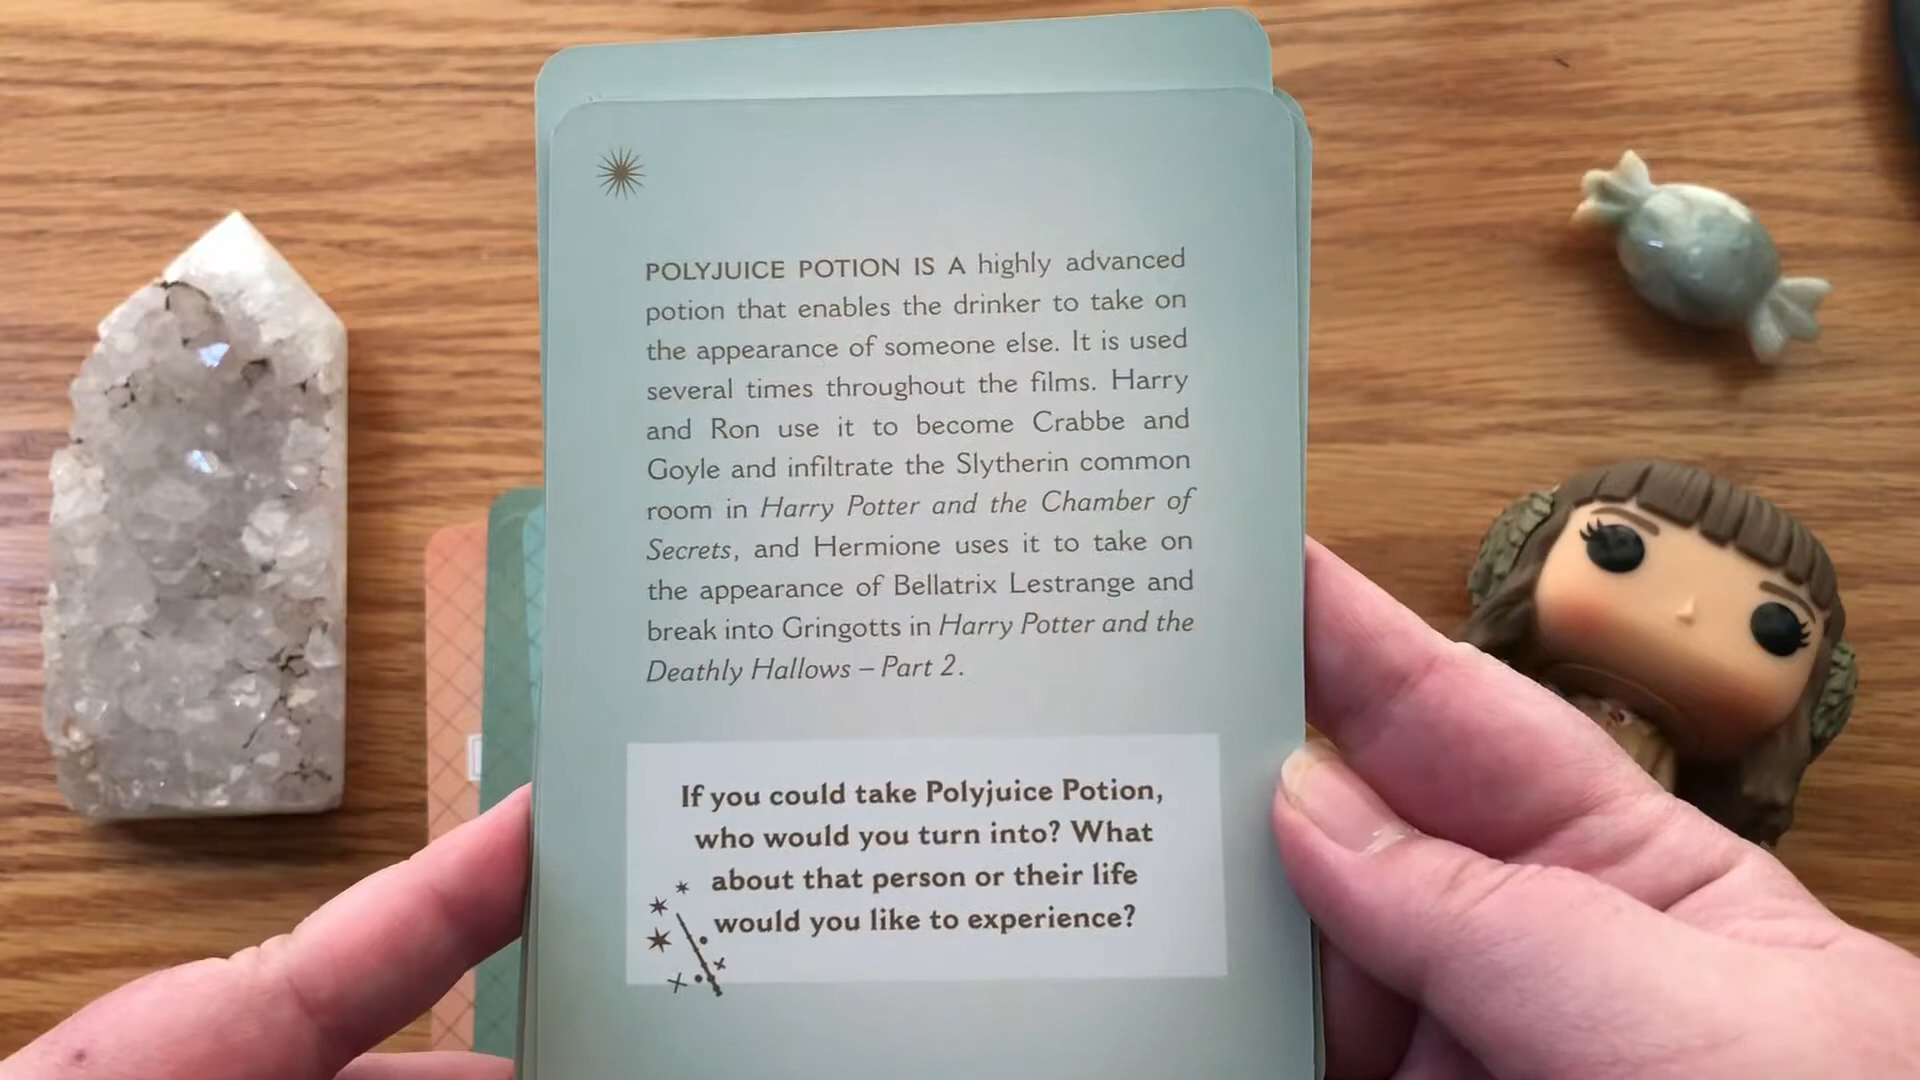 POLYJUICE POTION IS A highly advanced
potion that enables the drinker to take on
the appearance of someone else. It is used
several times throughout the films. Harry
and Ron use it to become Crabbe and
Goyle and infiltrate the Slytherin common
room in Harry Potter and the Chamber of
Secrets, and Hermione uses it to take on
the appearance of Bellatrix Lestrange and
break into Gringotts in Harry Potter and the
Deathly Hallows – Part 2.
If you could take Polyjuice Potion,
who would you turn into? What
about that person or their life
would you like to experience?